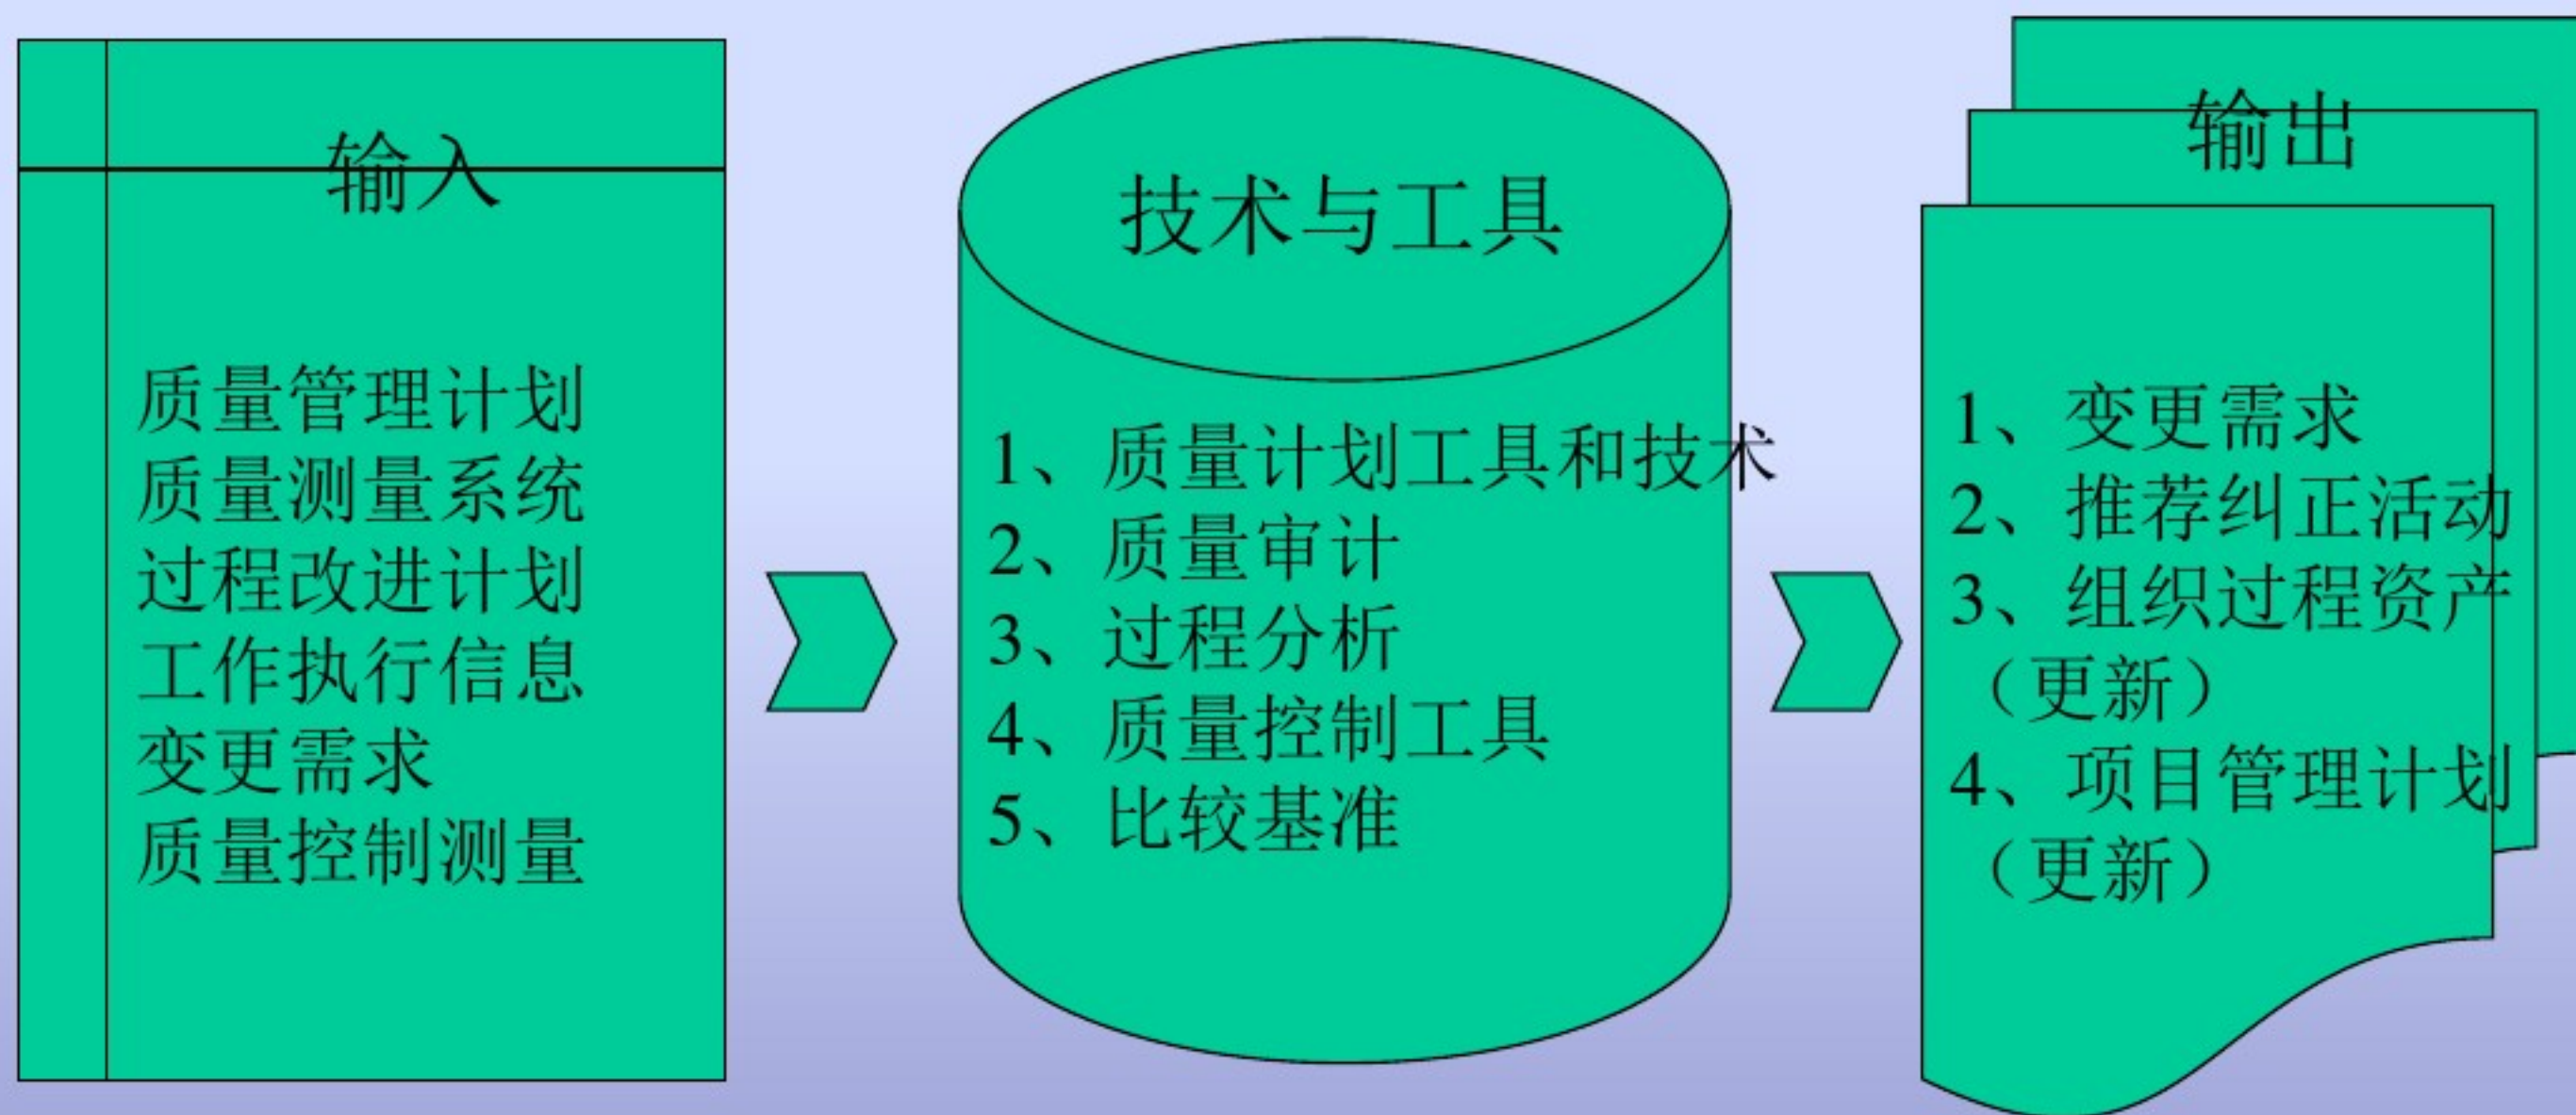 输入
质量管理计划
质量测量系统
过程改进计划
工作执行信息
变更需求
质量控制测量
技术与工具
1、质量计划工具和技术
2、质量审计
3、过程分析
4、质量控制工具
5、比较基准
输出
1、变更需求
2、推荐纠正活动
3、组织过程资产
（更新）
4、项目管理计划
（更新）